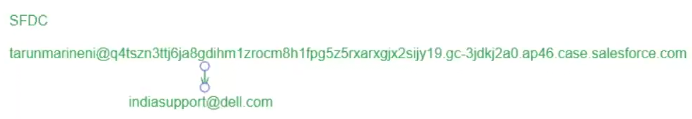 SFDC
tarunmarineni@q4tszn3ttj6ja8gdihm1zrocm8h1fpg5z5rxarxgjx2sijy19.gc-3jdkj2a0.ap46.case.salesforce.com
indiasupport@dell.com